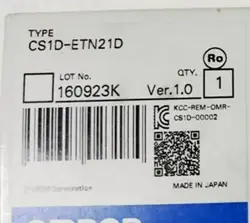 TYPE
CS1D-ETN21D
LOT No.
QTY.
Ro
160923K
Ver.1.0
1
KCC-REM-OMR-
CS1D-00002
Corporation
MADE IN JAPAN